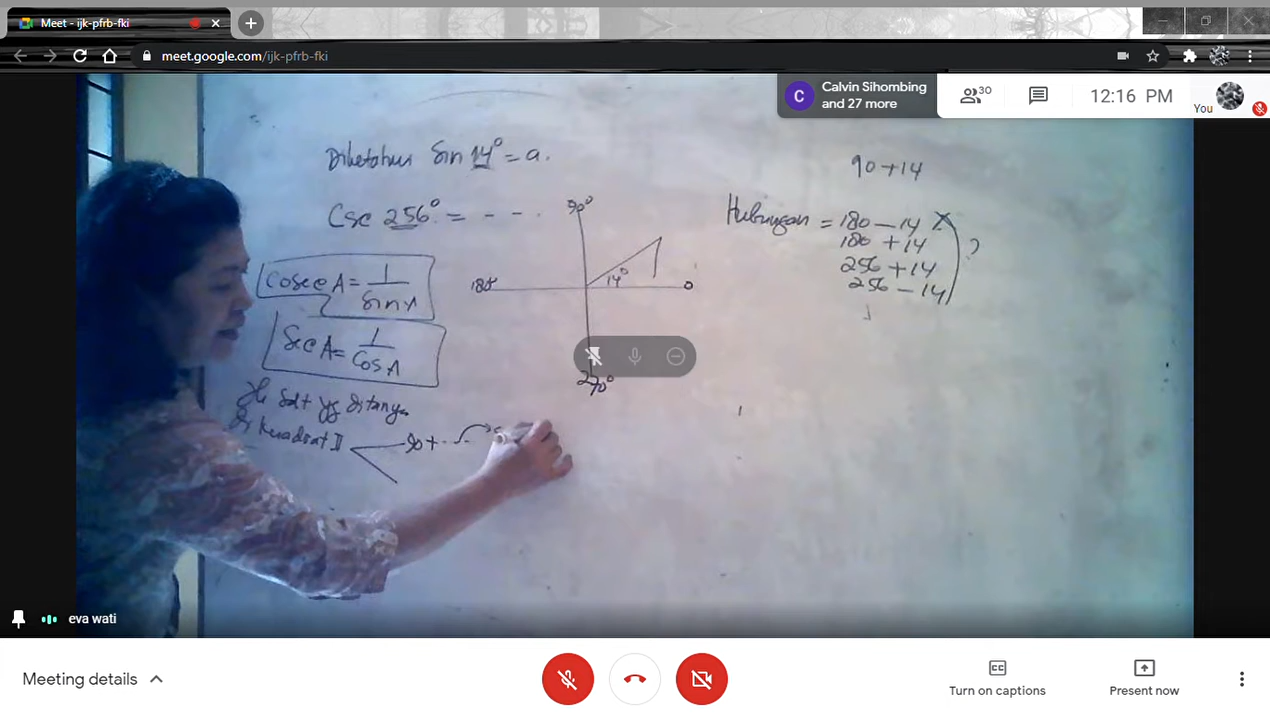 Meet - ijk-pfrb-fki
meet.google.com/ijk-pfrb-fki
Calvin Sihombing
and 27 more
30
12:16 PM
You
C
Diketahui Sin 14° = a.
Csc 256° = - - - .
Cosec A = 1
Sin A
Sec A = 1
Cos A
sdt yg ditanya
di kuadrat II
90 +
90°
180
14°
0
270°
90 + 14
Hubungan = 180 - 14 X
180 + 14
256 + 14
256 - 14
?
eva wati
Meeting details
Turn on captions
Present now